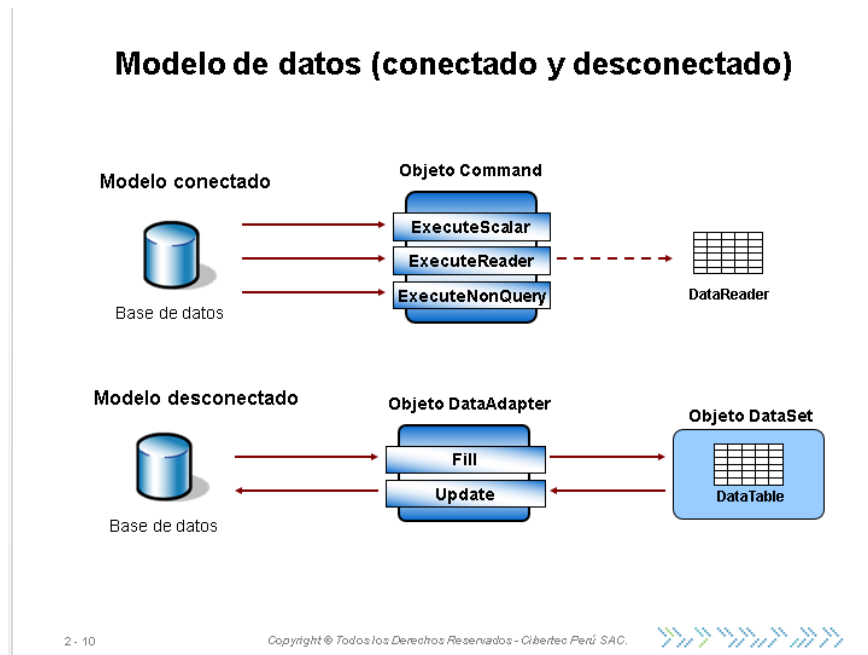 Modelo de datos (conectado y desconectado)
Modelo conectado
Objeto Command
ExecuteScalar
ExecuteReader
ExecuteNonQuery
Base de datos
DataReader
Modelo desconectado
Objeto DataAdapter
Objeto DataSet
Fill
Update
DataTable
Base de datos
2 - 10
Copyright © Todos los Derechos Reservados - Cibertec Perú SAC.